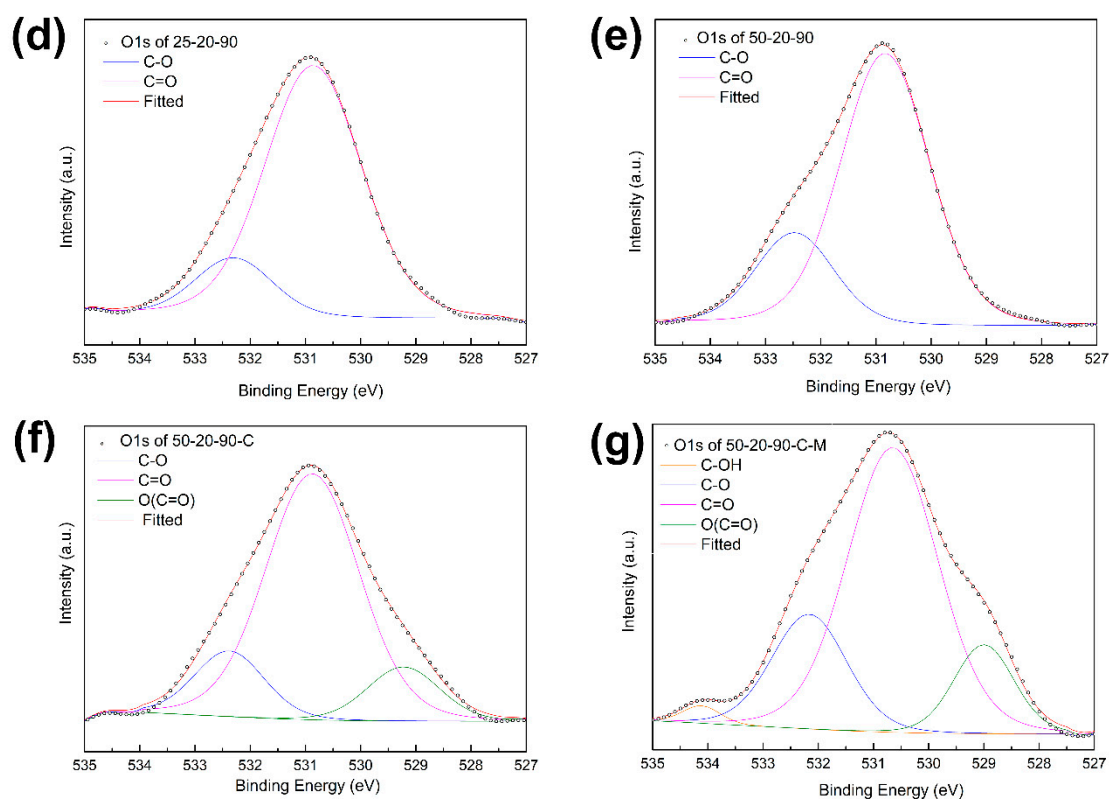 (d)
O1s of 25-20-90
C-O
C=O
Fitted
Intensity (a.u.)
535 534 533 532 531 530 529 528 527
Binding Energy (eV)
(e)
O1s of 50-20-90
C-O
C=O
Fitted
Intensity (a.u.)
535 534 533 532 531 530 529 528 527
Binding Energy (eV)
(f)
O1s of 50-20-90-C
C-O
C=O
O(C=O)
Fitted
Intensity (a.u.)
535 534 533 532 531 530 529 528 527
Binding Energy (eV)
(g)
O1s of 50-20-90-C-M
C-OH
C-O
C=O
O(C=O)
Fitted
Intensity (a.u.)
535 534 533 532 531 530 529 528 527
Binding Energy (eV)